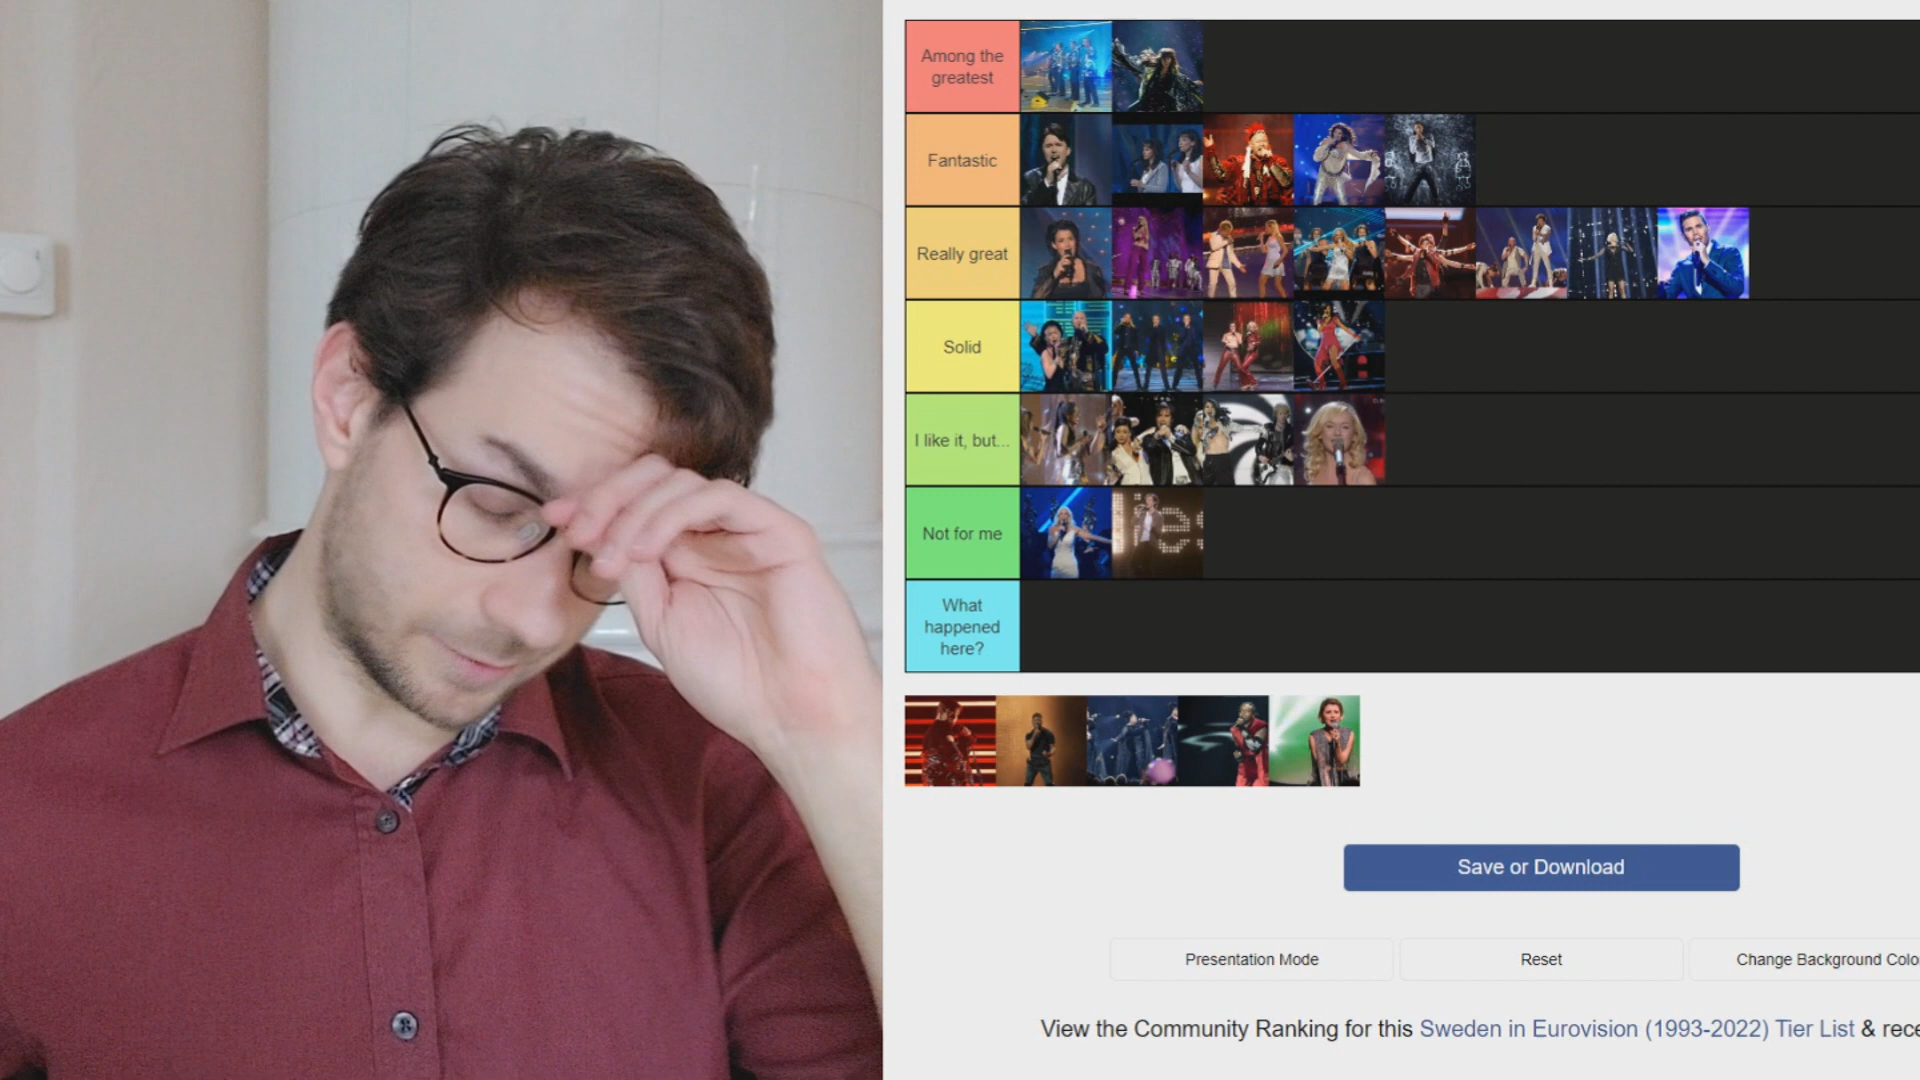 Among the
greatest
Fantastic
Really great
Solid
I like it, but...
Not for me
What
happened
here?
Save or Download
Presentation Mode
Reset
Change Background Colo
View the Community Ranking for this Sweden in Eurovision (1993-2022) Tier List & rece